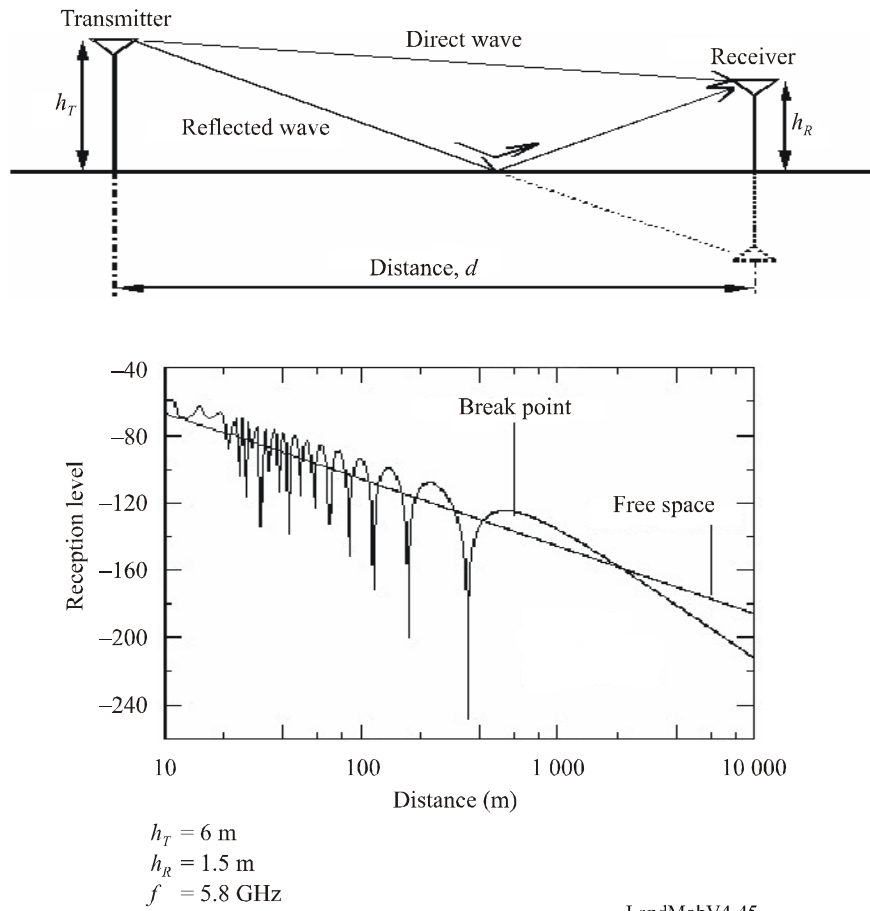 Transmitter
Direct wave
Receiver
h_T
h_R
Reflected wave
Distance, d
–40
–80
–120
–160
–200
–240
Reception level
Break point
Free space
10 100 1 000 10 000
Distance (m)
h_T = 6 m
h_R = 1.5 m
f = 5.8 GHz